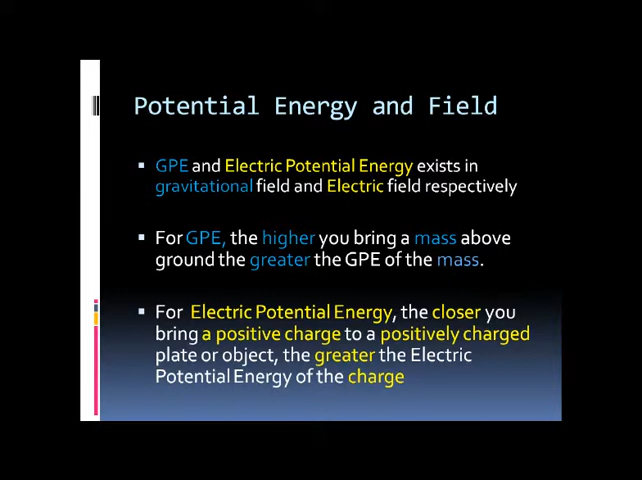 Potential Energy and Field
GPE and Electric Potential Energy exists in
gravitational field and Electric field respectively
For GPE, the higher you bring a mass above
ground the greater the GPE of the mass.
For Electric Potential Energy, the closer you
bring a positive charge to a positively charged
plate or object, the greater the Electric
Potential Energy of the charge